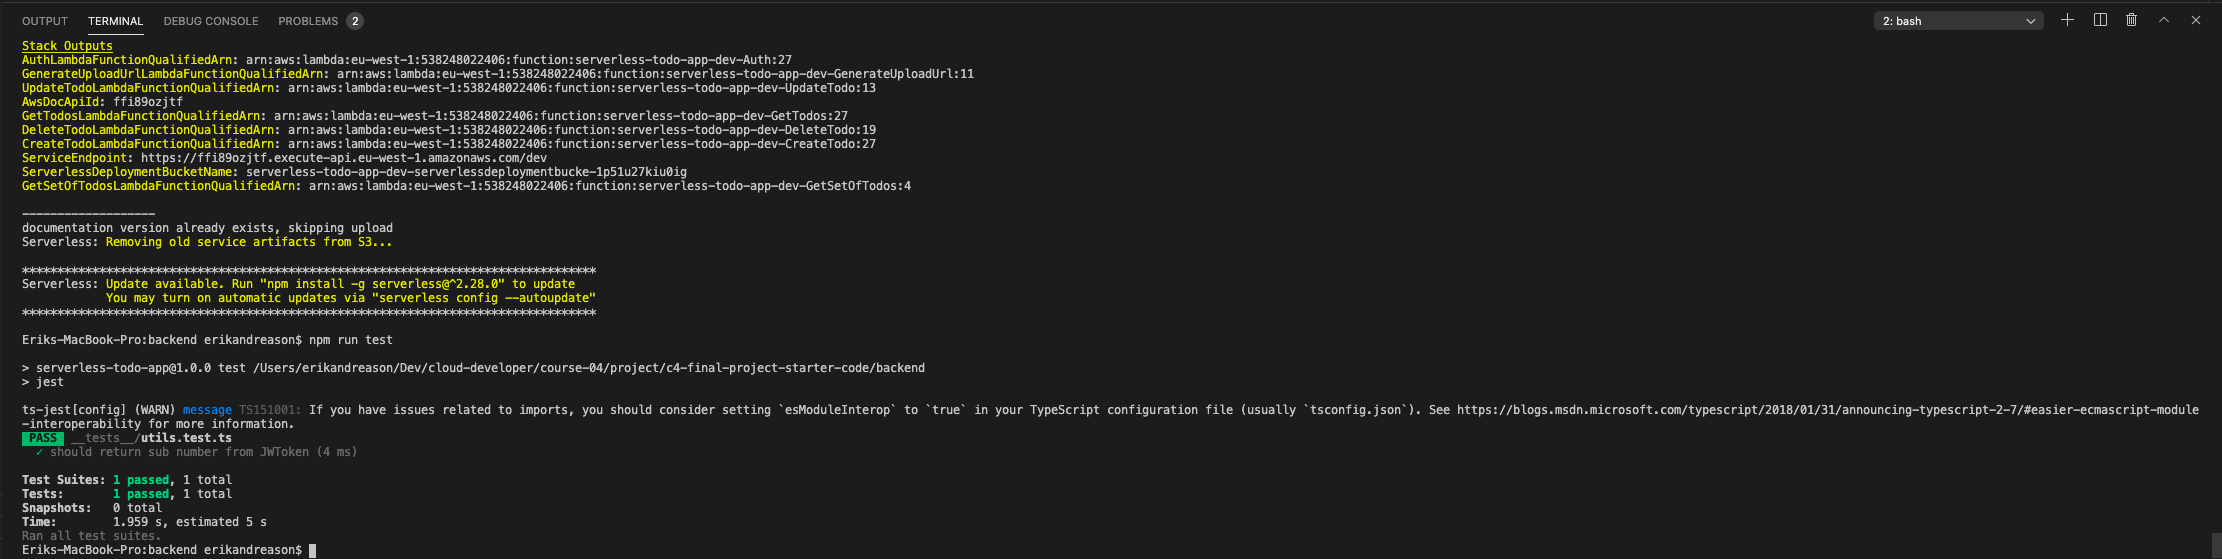 OUTPUT TERMINAL DEBUG CONSOLE PROBLEMS 2 2: bash
Stack Outputs
AuthLambdaFunctionQualifiedArn: arn:aws:lambda:eu-west-1:538248022406:function:serverless-todo-app-dev-Auth:27
GenerateUploadUrlLambdaFunctionQualifiedArn: arn:aws:lambda:eu-west-1:538248022406:function:serverless-todo-app-dev-GenerateUploadUrl:11
UpdateTodoLambdaFunctionQualifiedArn: arn:aws:lambda:eu-west-1:538248022406:function:serverless-todo-app-dev-UpdateTodo:13
AwsDocApiId: ffi89ozjtf
GetTodosLambdaFunctionQualifiedArn: arn:aws:lambda:eu-west-1:538248022406:function:serverless-todo-app-dev-GetTodos:27
DeleteTodoLambdaFunctionQualifiedArn: arn:aws:lambda:eu-west-1:538248022406:function:serverless-todo-app-dev-DeleteTodo:19
CreateTodoLambdaFunctionQualifiedArn: arn:aws:lambda:eu-west-1:538248022406:function:serverless-todo-app-dev-CreateTodo:27
ServiceEndpoint: https://ffi89ozjtf.execute-api.eu-west-1.amazonaws.com/dev
ServerlessDeploymentBucketName: serverless-todo-app-dev-serverlessdeploymentbucke-1p51u27kiu0ig
GetSetOfTodosLambdaFunctionQualifiedArn: arn:aws:lambda:eu-west-1:538248022406:function:serverless-todo-app-dev-GetSetOfTodos:4
-------------------
documentation version already exists, skipping upload
Serverless: Removing old service artifacts from S3...
**********************************************************************************
Serverless: Update available. Run "npm install -g serverless@^2.28.0" to update
You may turn on automatic updates via "serverless config --autoupdate"
**********************************************************************************
Eriks-MacBook-Pro:backend erikandreason$ npm run test
> serverless-todo-app@1.0.0 test /Users/erikandreason/Dev/cloud-developer/course-04/project/c4-final-project-starter-code/backend
> jest
ts-jest[config] (WARN) message TS151001: If you have issues related to imports, you should consider setting `esModuleInterop` to `true` in your TypeScript configuration file (usually `tsconfig.json`). See https://blogs.msdn.microsoft.com/typescript/2018/01/31/announcing-typescript-2-7/#easier-ecmascript-module
-interoperability for more information.
PASS __tests__/utils.test.ts
✓ should return sub number from JWToken (4 ms)
Test Suites: 1 passed, 1 total
Tests: 1 passed, 1 total
Snapshots: 0 total
Time: 1.959 s, estimated 5 s
Ran all test suites.
Eriks-MacBook-Pro:backend erikandreason$